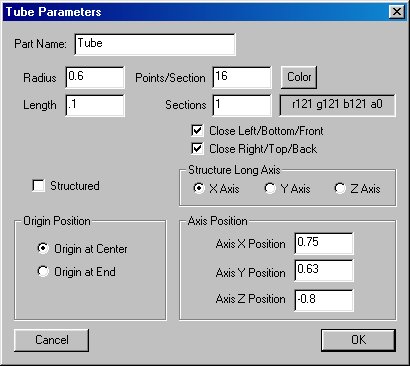 Tube Parameters
Part Name: Tube
Radius 0.6 Points/Section 16 Color
Length .1 Sections 1 r121 g121 b121 a0
Close Left/Bottom/Front
Close Right/Top/Back
Structured
Structure Long Axis
X Axis Y Axis Z Axis
Origin Position
Origin at Center
Origin at End
Axis Position
Axis X Position 0.75
Axis Y Position 0.63
Axis Z Position -0.8
Cancel OK